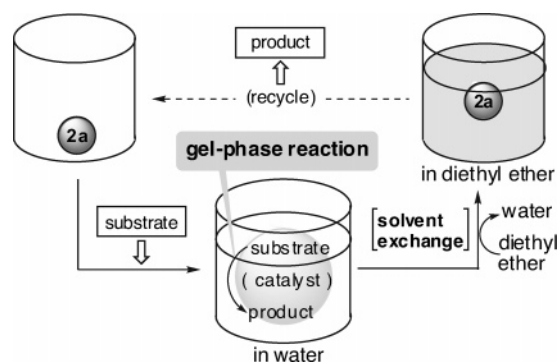 product
(recycle)
2a
2a
gel-phase reaction
in diethyl ether
substrate
substrate
( catalyst )
product
in water
[solvent
exchange]
water
diethyl
ether